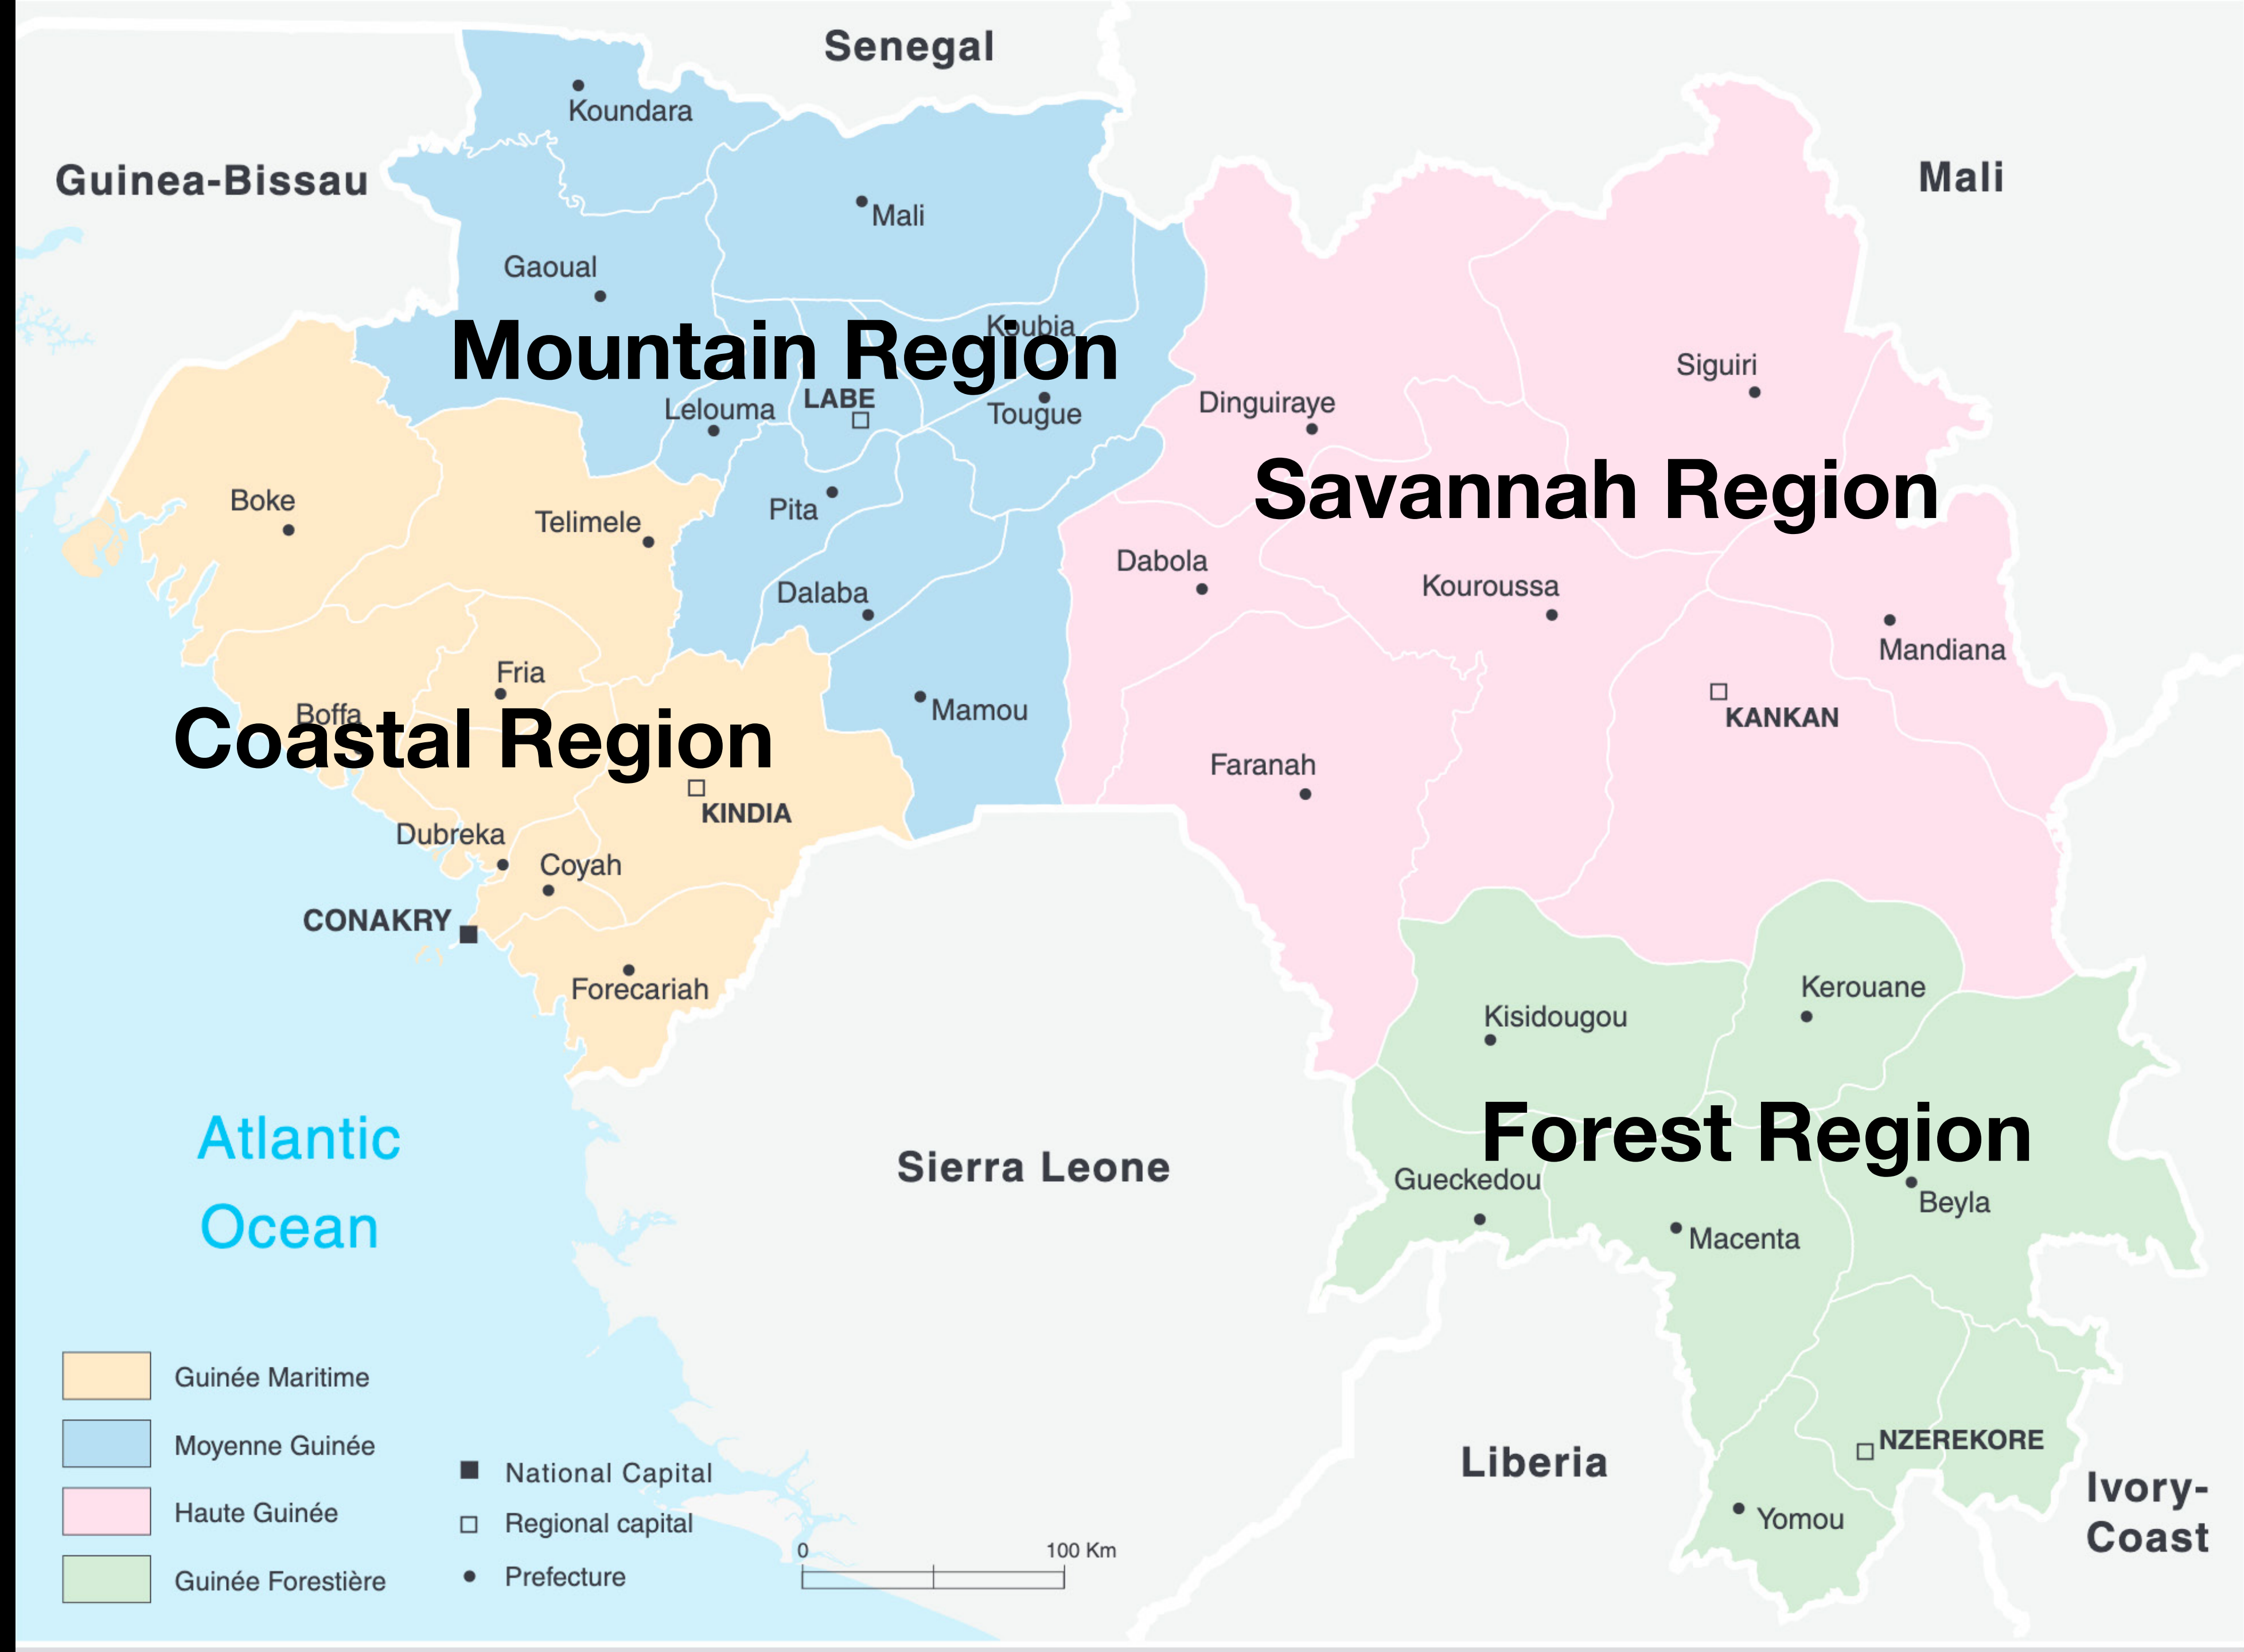 Senegal
Koundara
Guinea-Bissau
Mali
Mali
Gaoual
Koubia
Mountain Region
Siguiri
LABE
Lelouma
Tougue
Dinguiraye
Savannah Region
Boke
Pita
Telimele
Dabola
Kouroussa
Dalaba
Mandiana
Fria
Boffa
Mamou
KANKAN
Coastal Region
Faranah
KINDIA
Dubreka
Coyah
CONAKRY
Forecariah
Kerouane
Kisidougou
Atlantic
Ocean
Forest Region
Sierra Leone
Gueckedou
Beyla
Macenta
Guinée Maritime
Moyenne Guinée
Haute Guinée
Guinée Forestière
National Capital
Regional capital
Prefecture
0
100 Km
NZEREKORE
Liberia
Ivory-
Coast
Yomou